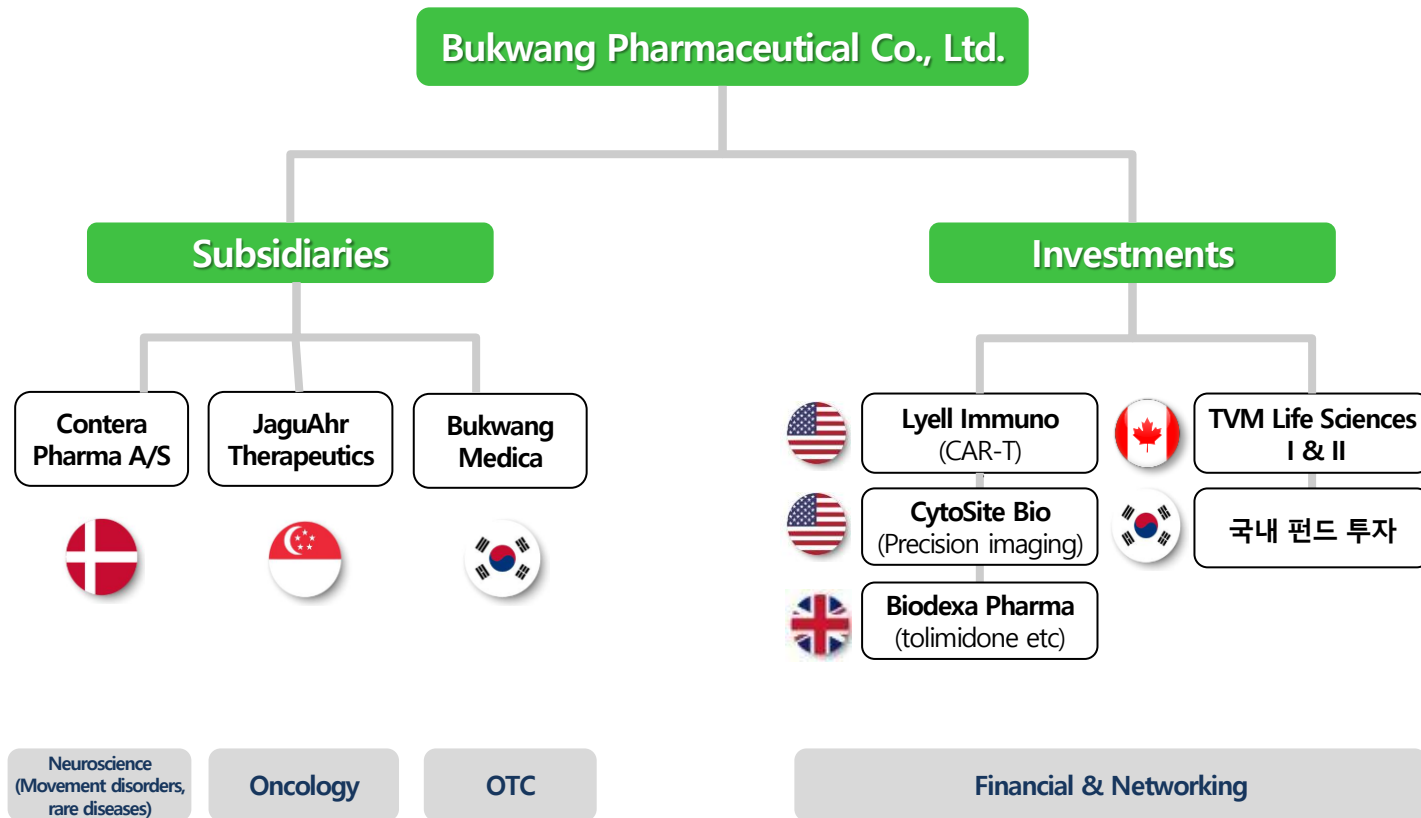 Bukwang Pharmaceutical Co., Ltd.
Subsidiaries
Investments
Contera
Pharma A/S
JaguAhr
Therapeutics
Bukwang
Medica
Lyell Immuno
(CAR-T)
TVM Life Sciences
I & II
CytoSite Bio
(Precision imaging)
국내 펀드 투자
Biodexa Pharma
(tolimidone etc)
Neuroscience
(Movement disorders,
rare diseases)
Oncology
OTC
Financial & Networking